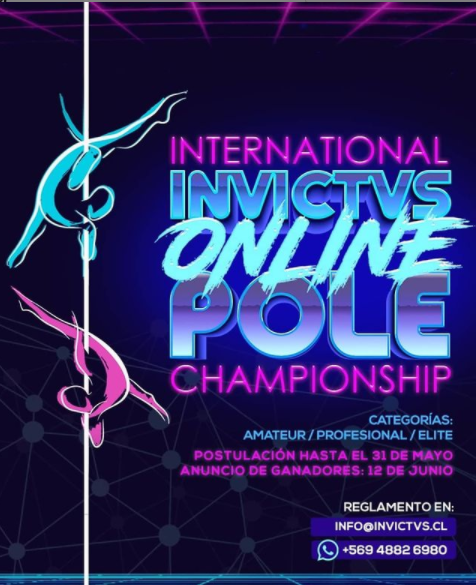 INTERNATIONAL
INVICTVS
ONLINE
POLE
CHAMPIONSHIP
CATEGORÍAS:
AMATEUR / PROFESIONAL / ELITE
POSTULACIÓN HASTA EL 31 DE MAYO
ANUNCIO DE GANADORES: 12 DE JUNIO
REGLAMENTO EN:
INFO@INVICTVS.CL
+569 4882 6980